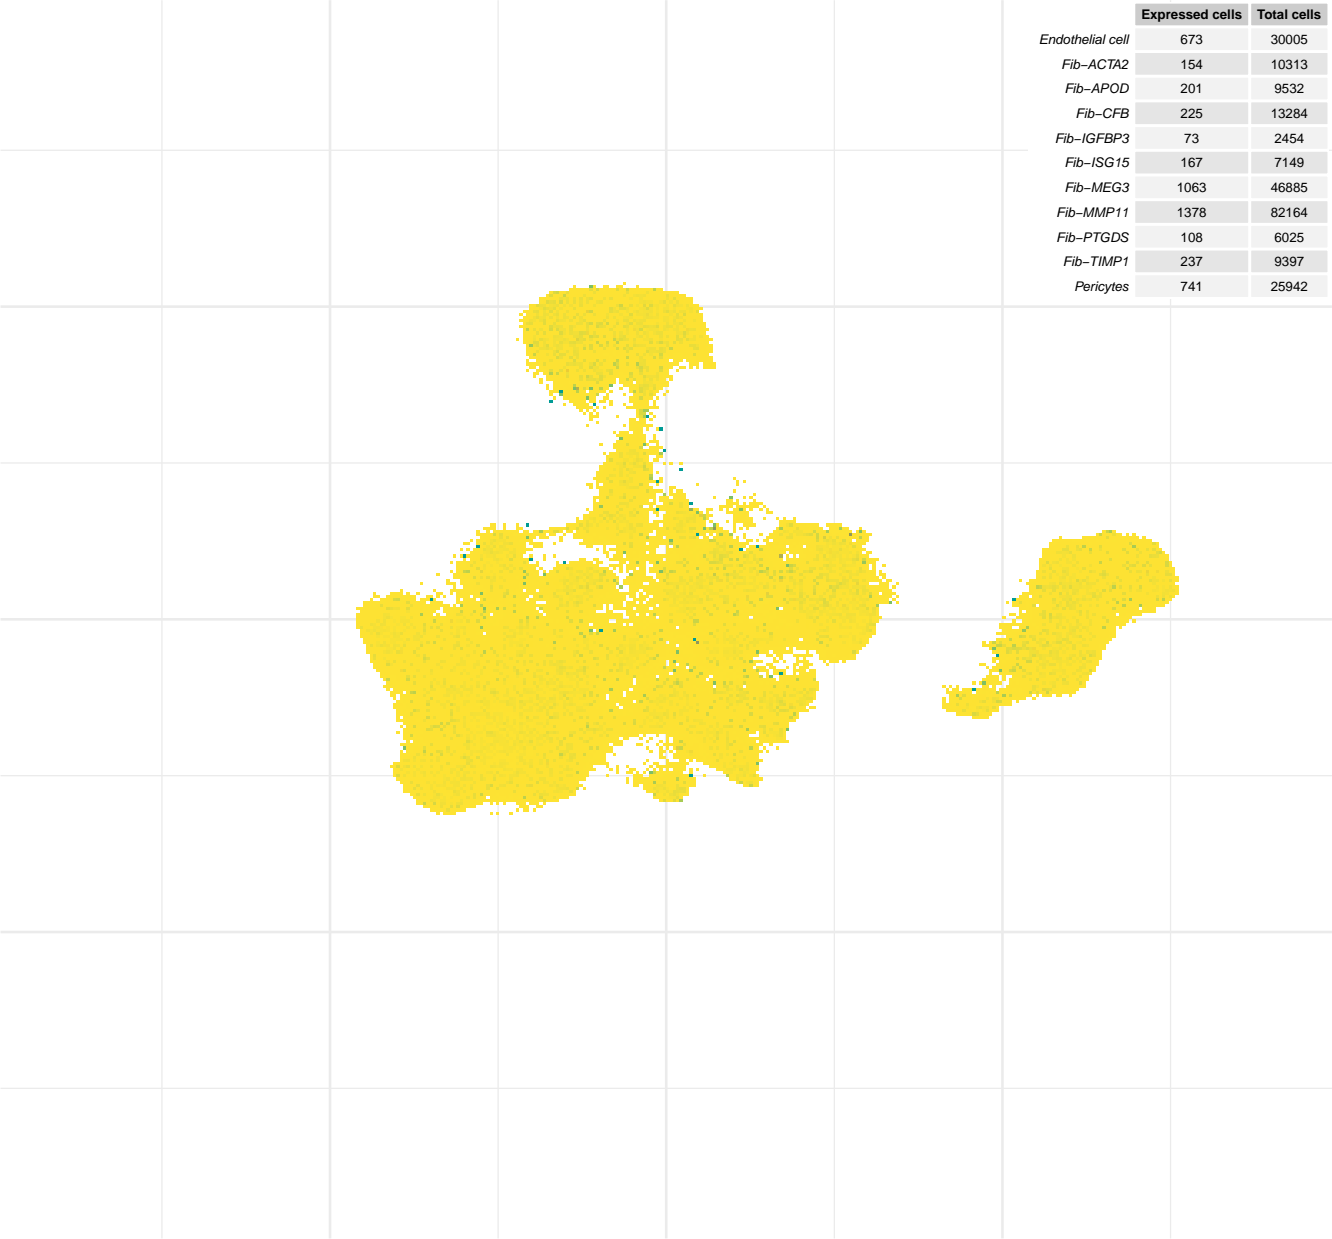 Expressed cells Total cells
Endothelial cell 673 30005
Fib−ACTA2 154 10313
Fib−APOD 201 9532
Fib−CFB 225 13284
Fib−IGFBP3 73 2454
Fib−ISG15 167 7149
Fib−MEG3 1063 46885
Fib−MMP11 1378 82164
Fib−PTGDS 108 6025
Fib−TIMP1 237 9397
Pericytes 741 25942